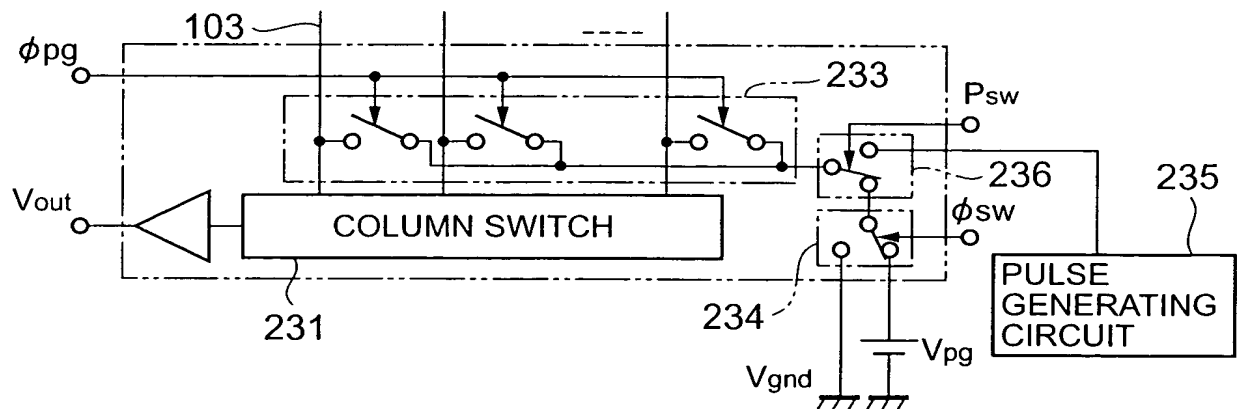 103
ϕpg
233
Psw
236
235
Vout
COLUMN SWITCH
ϕsw
PULSE
GENERATING
CIRCUIT
231
234
Vpg
Vgnd